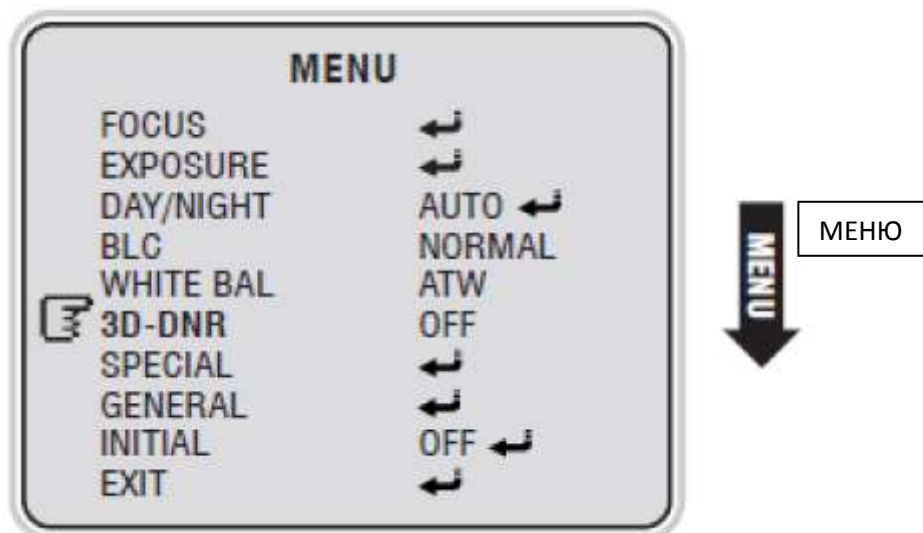 MENU
FOCUS
EXPOSURE
DAY/NIGHT AUTO
BLC NORMAL
WHITE BAL ATW
3D-DNR OFF
SPECIAL
GENERAL
INITIAL OFF
EXIT
MENU
МЕНЮ